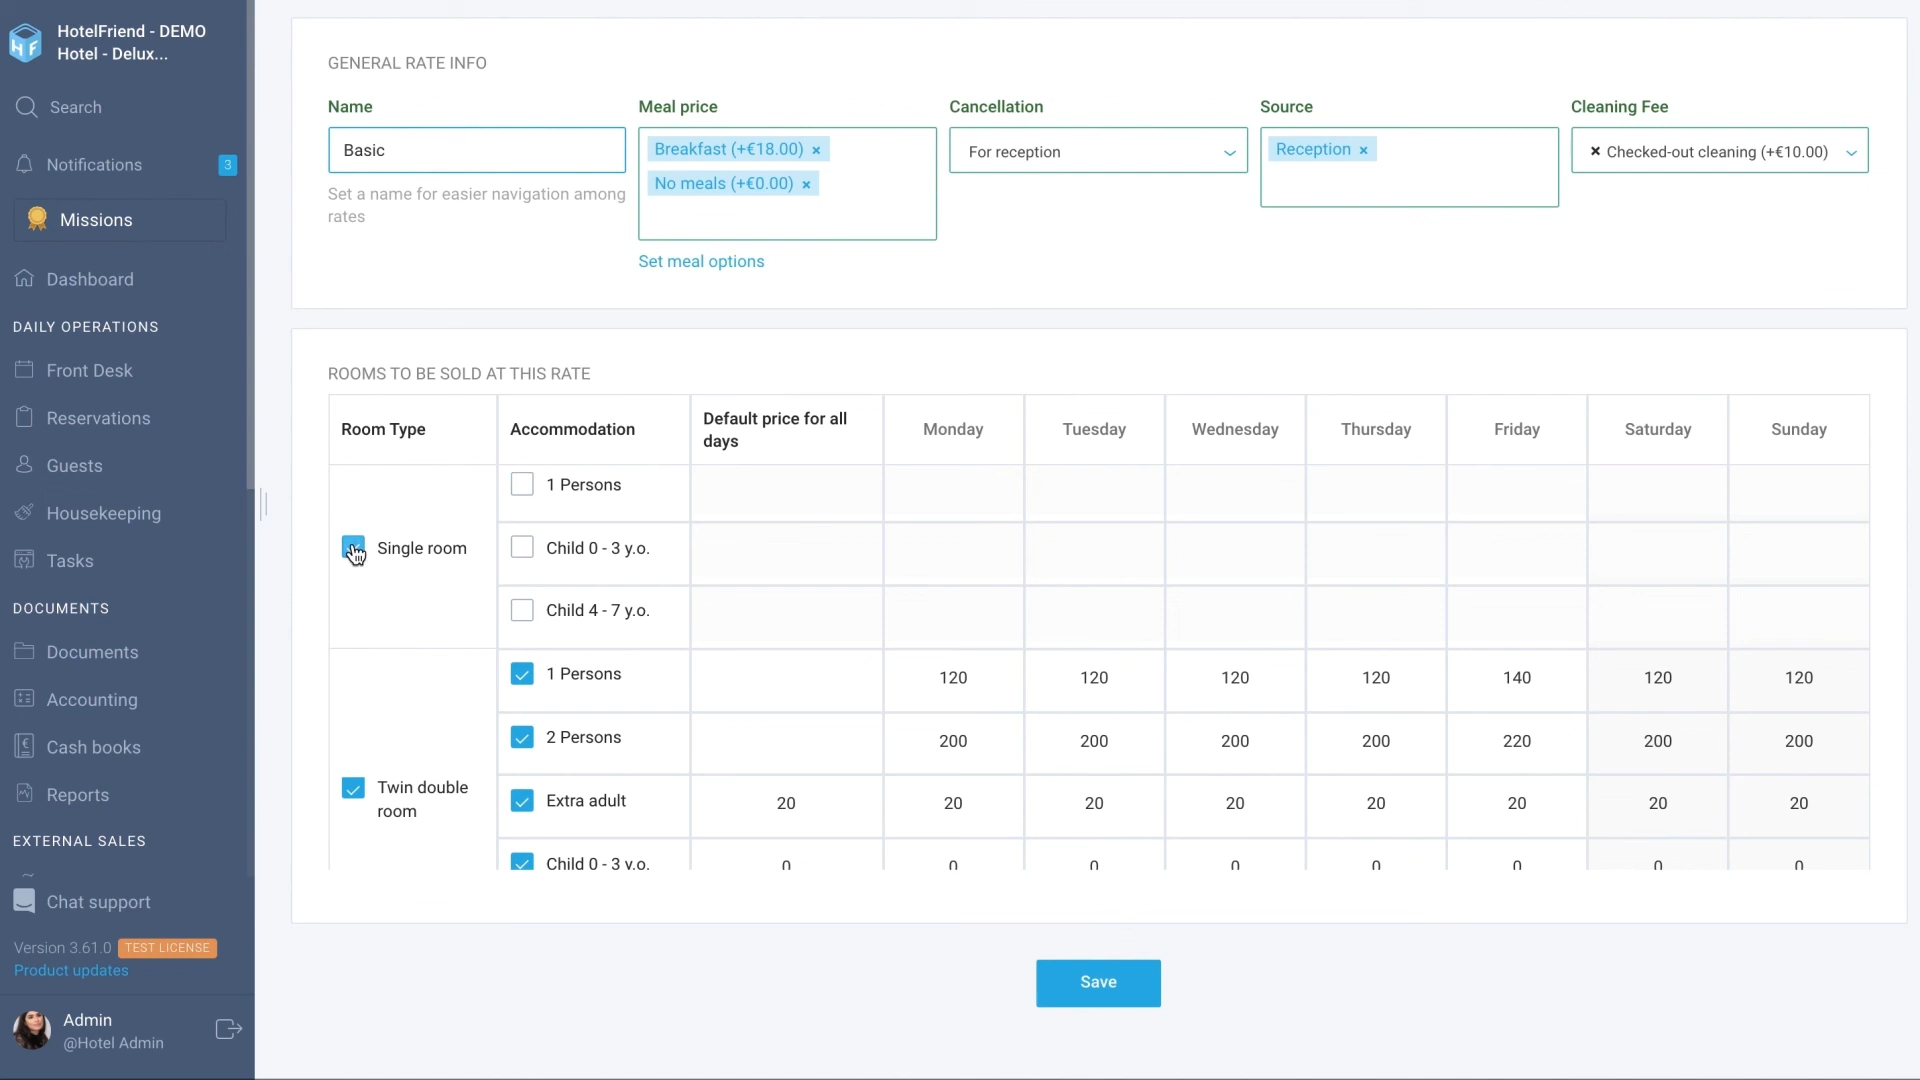 HotelFriend - DEMO
Hotel - Delux...
Search
Notifications 3
Missions
Dashboard
DAILY OPERATIONS
Front Desk
Reservations
Guests
Housekeeping
Tasks
DOCUMENTS
Documents
Accounting
Cash books
Reports
EXTERNAL SALES
Chat support
Version 3.61.0 TEST LICENSE
Product updates
Admin
@Hotel Admin
GENERAL RATE INFO
Name Meal price Cancellation Source Cleaning Fee
Basic
Set a name for easier navigation among
rates
Breakfast (+€18.00) ×
No meals (+€0.00) ×
Set meal options
For reception
Reception ×
× Checked-out cleaning (+€10.00)
ROOMS TO BE SOLD AT THIS RATE
Room Type Accommodation Default price for all
days Monday Tuesday Wednesday Thursday Friday Saturday Sunday
Single room
1 Persons
Child 0 - 3 y.o.
Child 4 - 7 y.o.
Twin double
room
1 Persons 120 120 120 120 140 120 120
2 Persons 200 200 200 200 220 200 200
Extra adult 20 20 20 20 20 20 20 20
Child 0 - 3 y.o. 0 0 0 0 0 0 0 0
Save